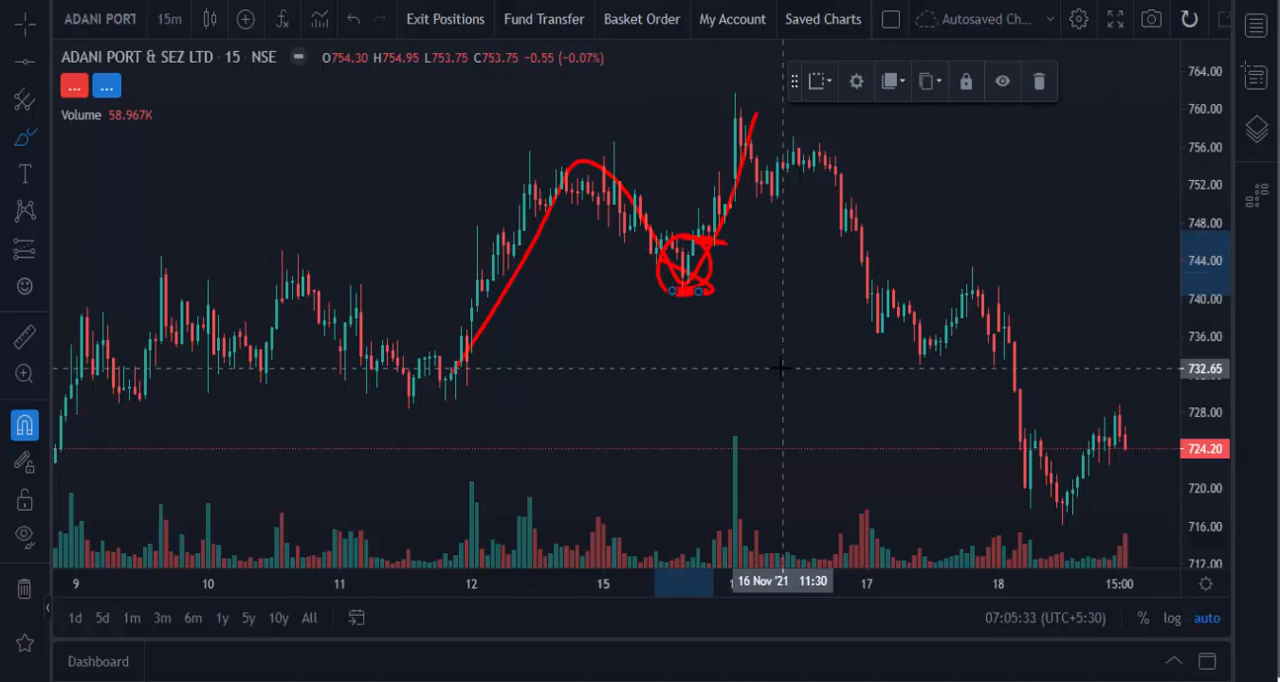 ADANI PORT 15m Exit Positions Fund Transfer Basket Order My Account Saved Charts Autosaved Ch...
ADANI PORT & SEZ LTD · 15 · NSE O754.30 H754.95 L753.75 C753.75 -0.55 (-0.07%)
... ...
Volume 58.967K
764.00
760.00
756.00
752.00
748.00
744.00
740.00
736.00
732.65
728.00
724.20
720.00
716.00
712.00
9 10 11 12 15 16 Nov '21 11:30 17 18 15:00
1d 5d 1m 3m 6m 1y 5y 10y All 07:05:33 (UTC+5:30) % log auto
Dashboard